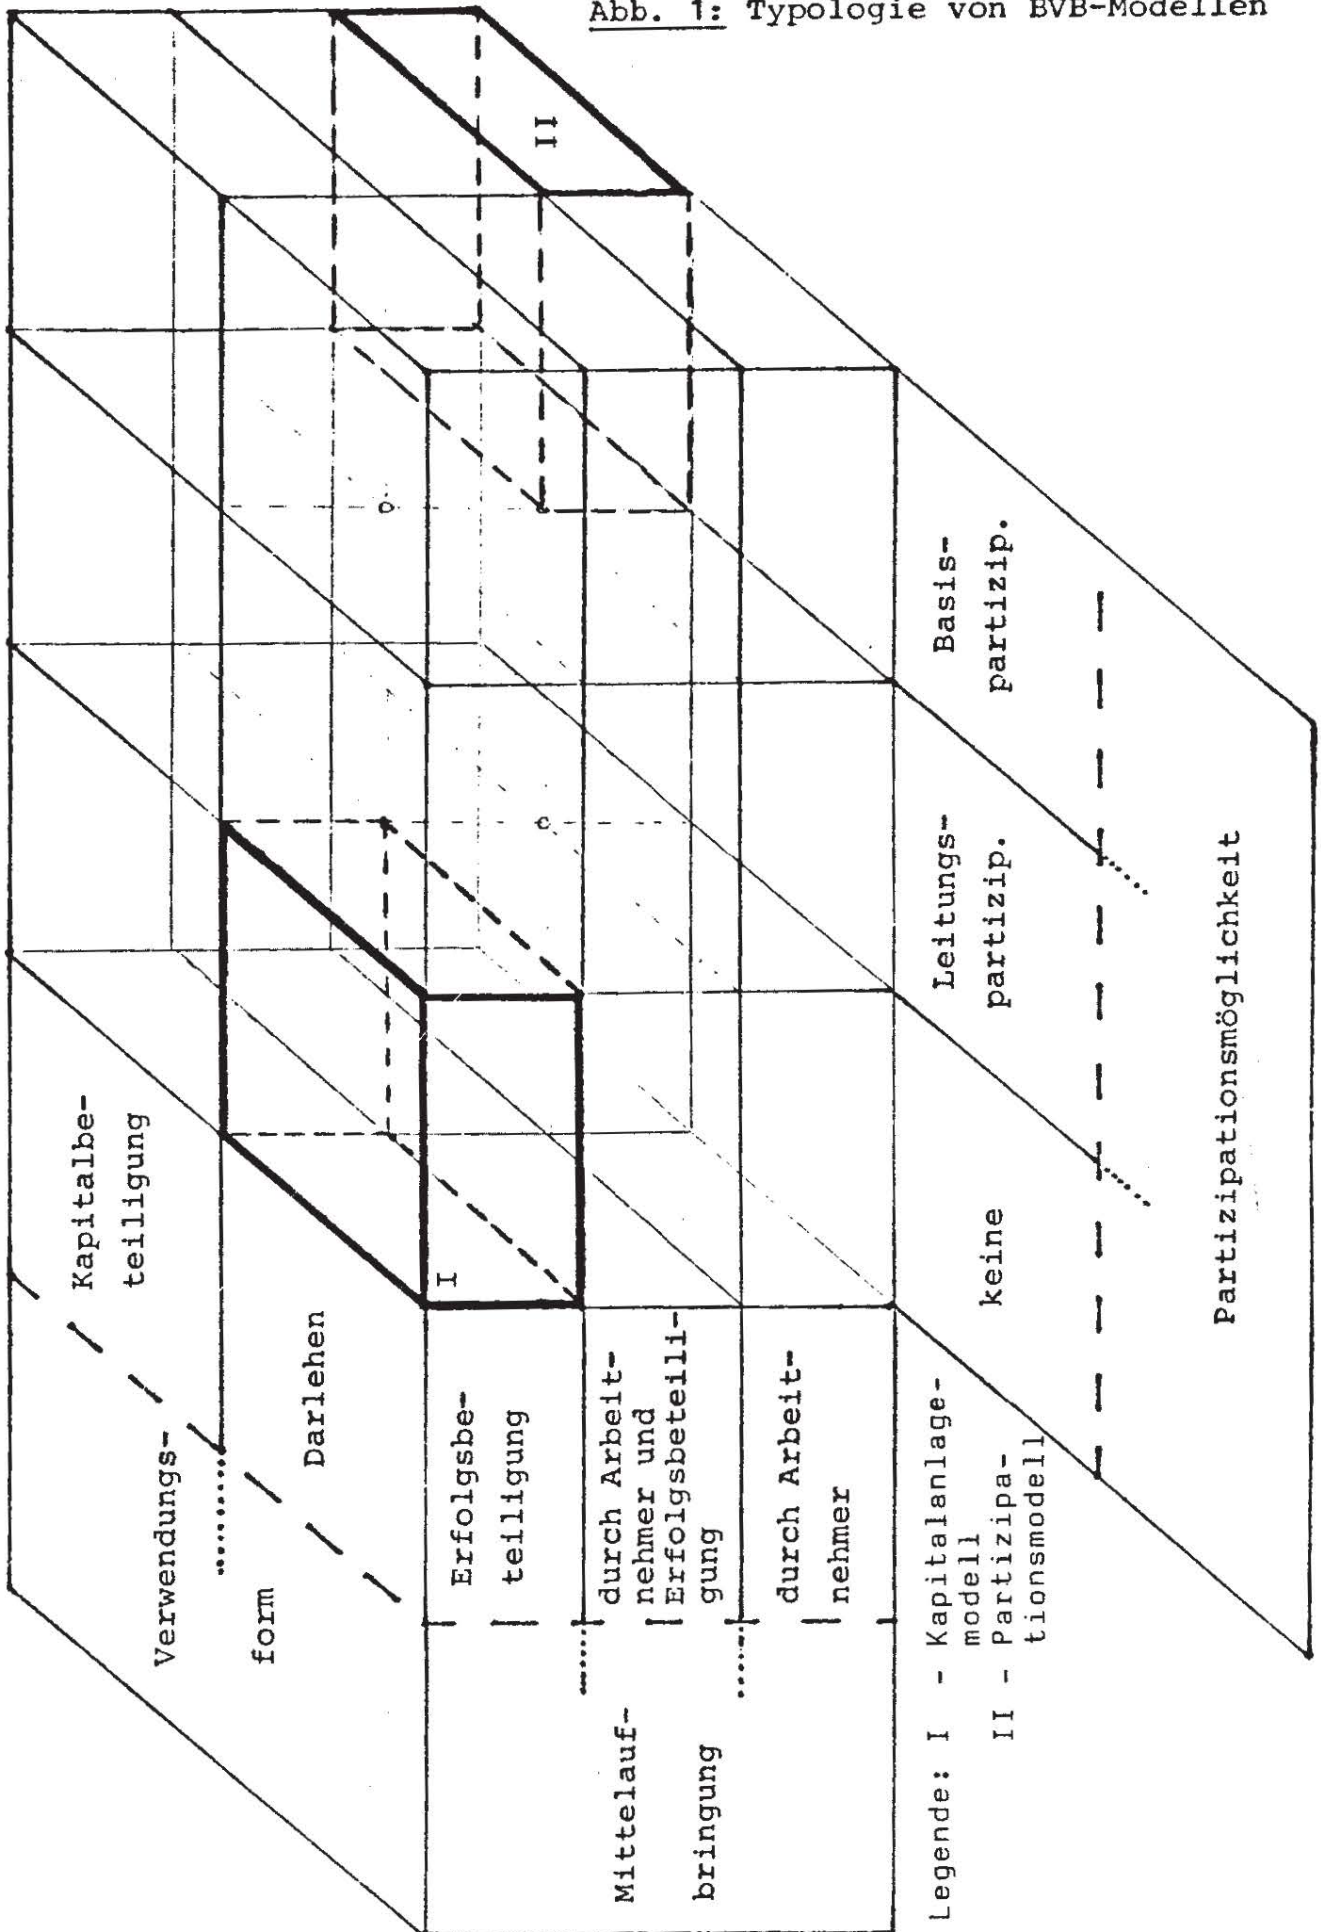 Abb. 1: Typologie von BVB-Modellen
Verwendungs-
form
Kapitalbe-
teiligung
Darlehen
Mittelauf-
bringung
Erfolgsbe-
teiligung
durch Arbeit-
nehmer und
Erfolgsbeteili-
gung
durch Arbeit-
nehmer
I
II
keine
Leitungs-
partizip.
Basis-
partizip.
Partizipationsmöglichkeit
Legende: I - Kapitalanlage-
modell
II - Partizipa-
tionsmodell